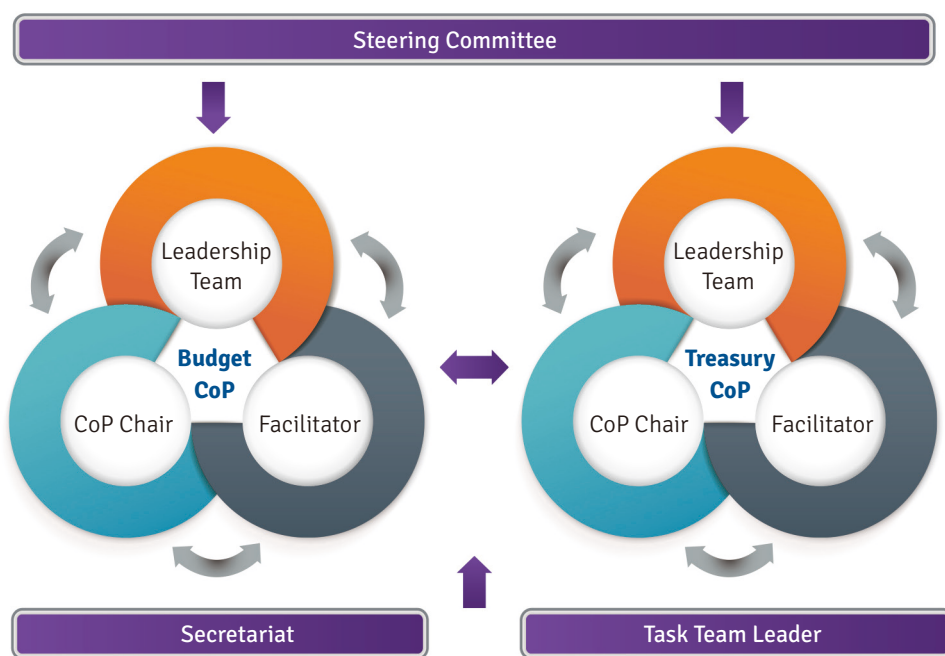 Steering Committee
Leadership
Team
Budget
CoP
CoP Chair
Facilitator
Leadership
Team
Treasury
CoP
CoP Chair
Facilitator
Secretariat
Task Team Leader